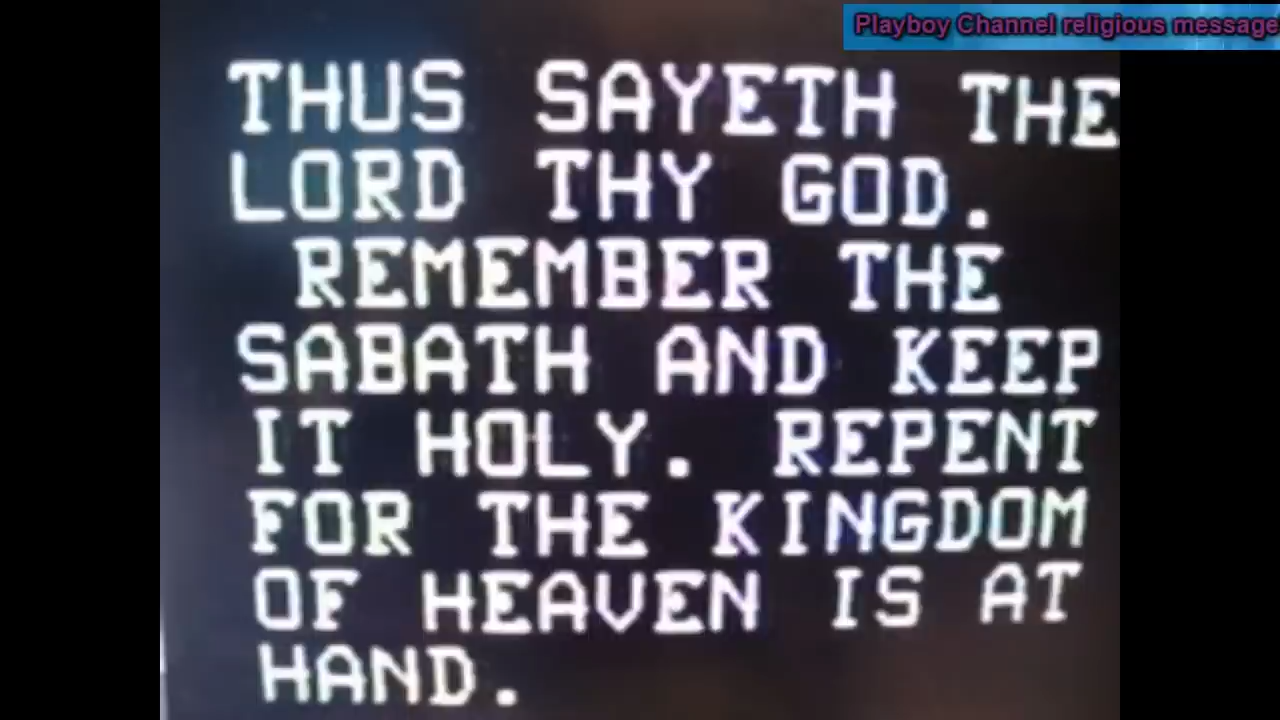 Playboy Channel religious message
THUS SAYETH THE
LORD THY GOD.
REMEMBER THE
SABATH AND KEEP
IT HOLY. REPENT
FOR THE KINGDOM
OF HEAVEN IS AT
HAND.